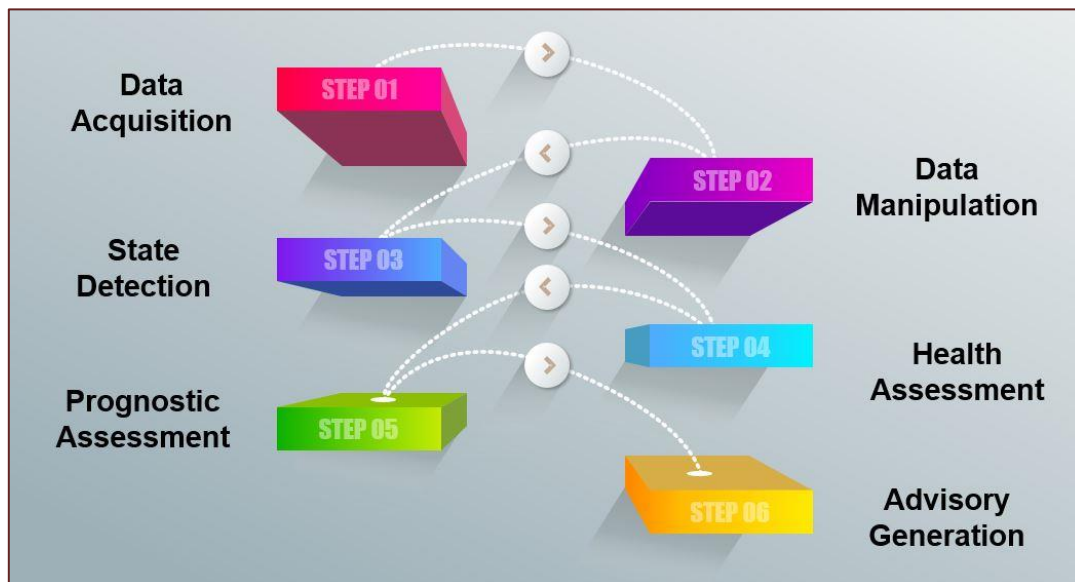 Data
Acquisition
STEP 01
STEP 02
Data
Manipulation
State
Detection
STEP 03
STEP 04
Health
Assessment
Prognostic
Assessment
STEP 05
STEP 06
Advisory
Generation